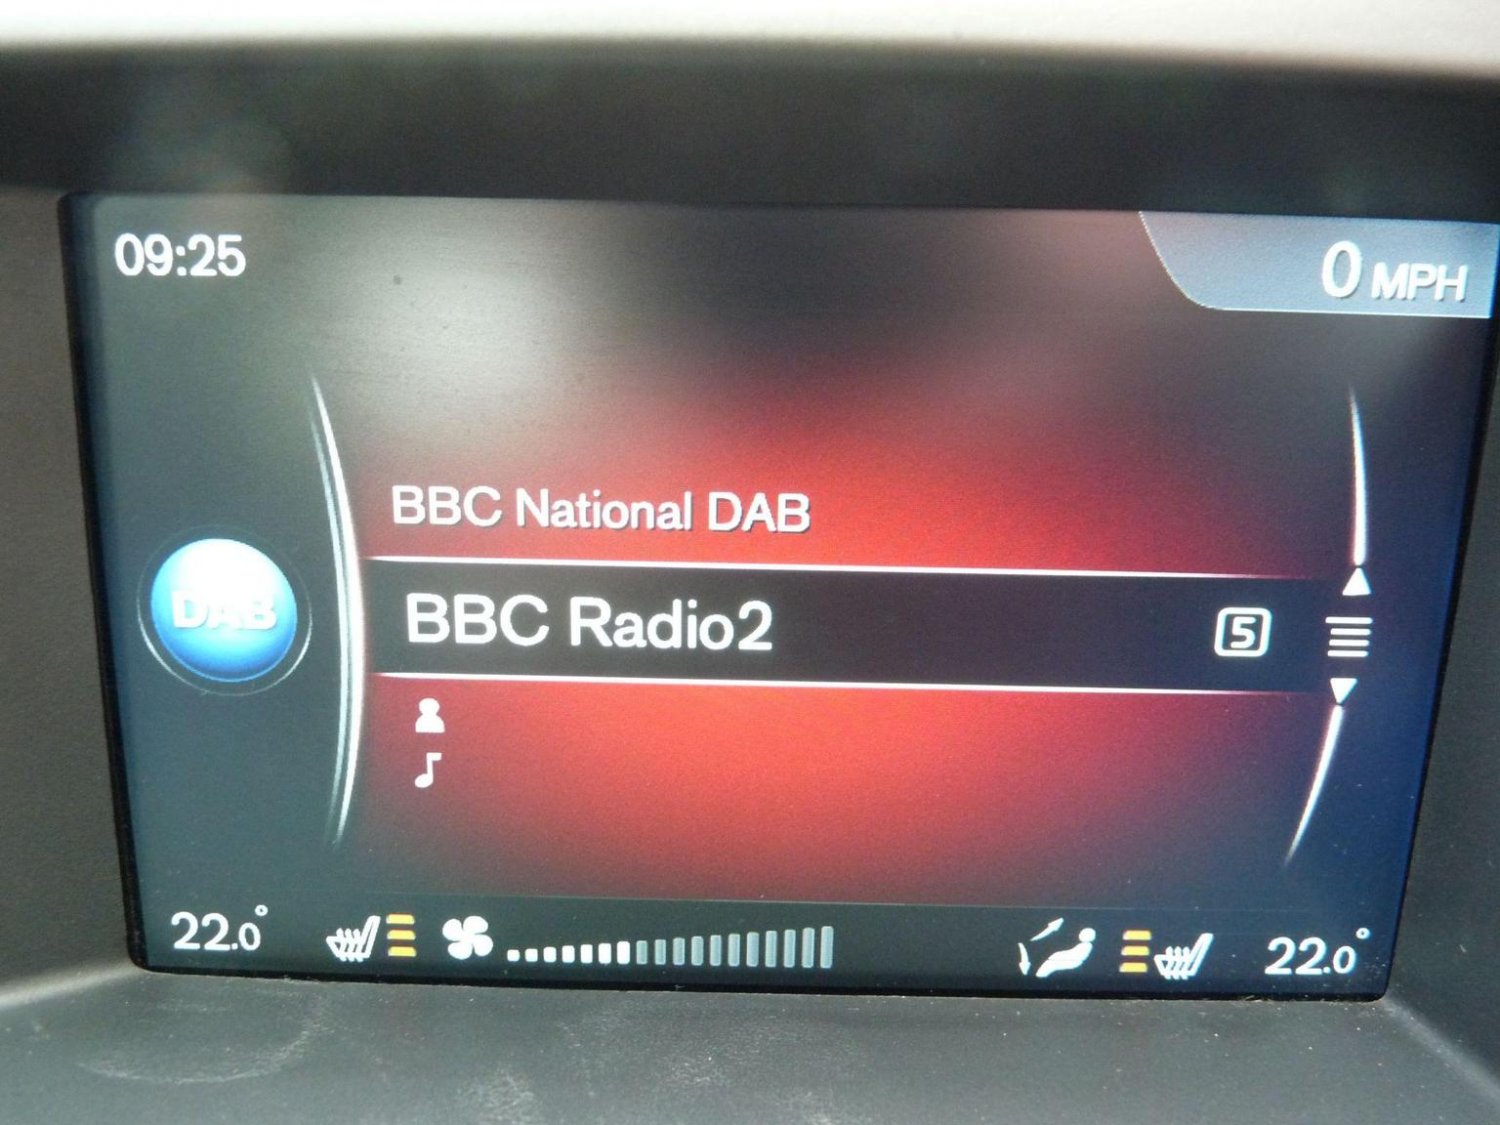 09:25
0 MPH
BBC National DAB
DAB
BBC Radio2
5
22.0°
22.0°